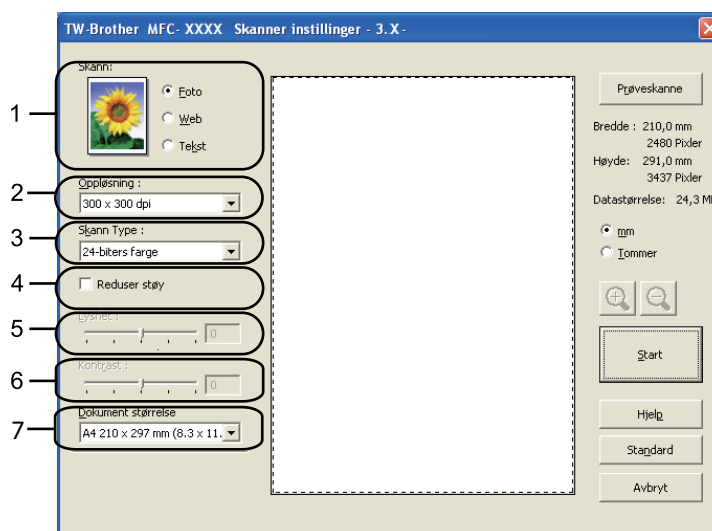 TW-Brother MFC- XXXX Skanner instillinger - 3.X-
1
Skann:
Foto
Web
Tekst
2
Oppløsning :
300 x 300 dpi
3
Skann Type :
24-biters farge
4
Reduser støy
5
Lyshet :
0
6
Kontrast :
0
7
Dokument størrelse
A4 210 x 297 mm (8.3 x 11.
Prøveskanne
Bredde : 210,0 mm
2480 Pixler
Høyde: 291,0 mm
3437 Pixler
Datastørrelse: 24,3 M
mm
Tommer
Start
Hjelp
Standard
Avbryt